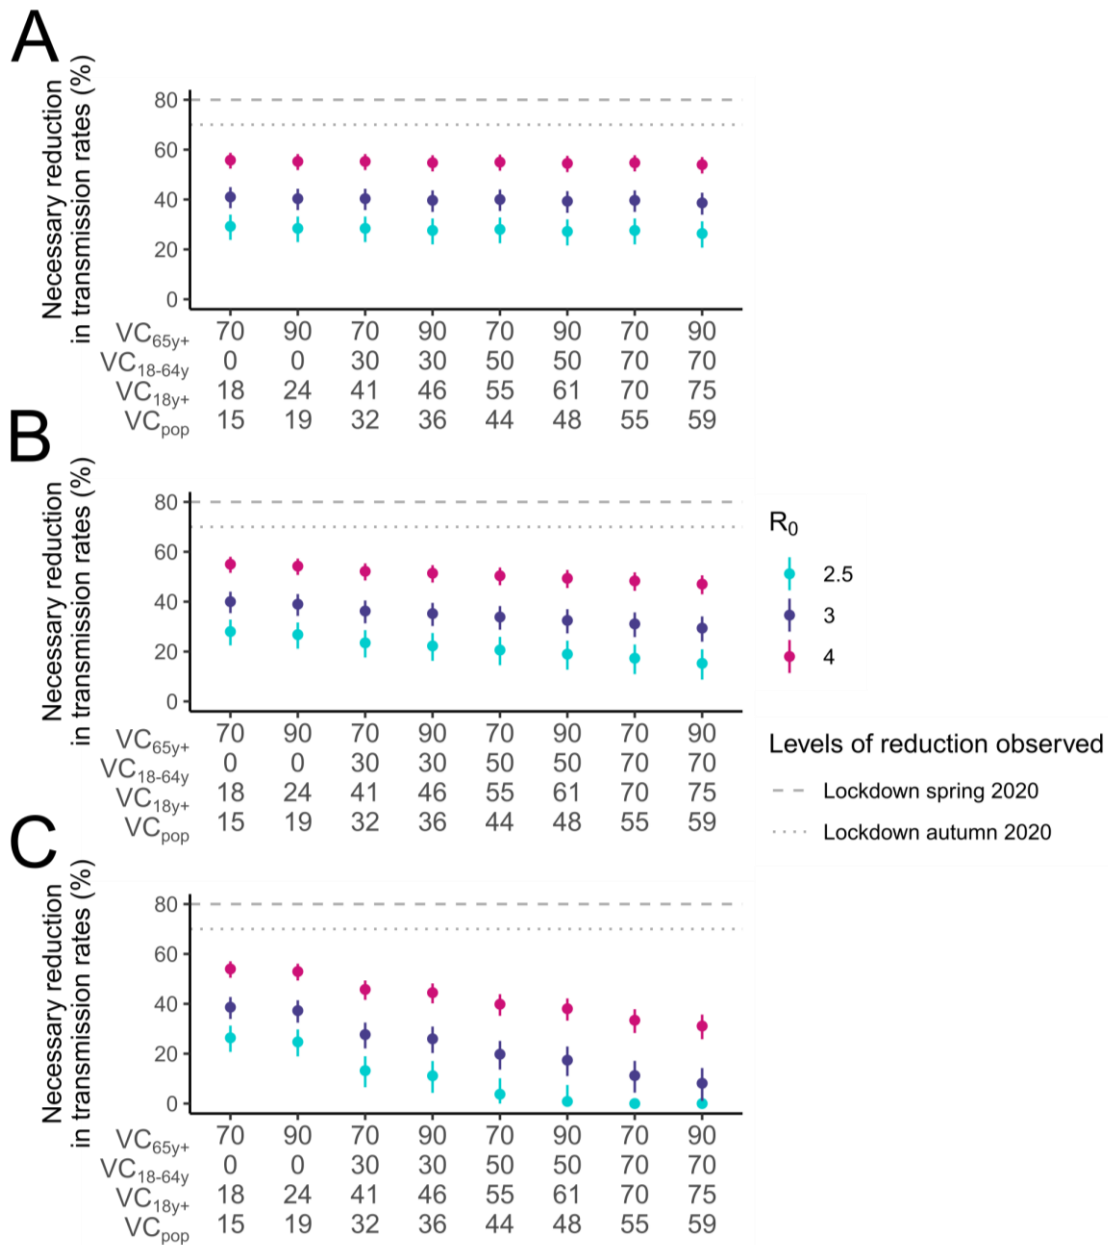 A
Necessary reduction
in transmission rates (%)
80
60
40
20
0
VC65y+ 70 90 70 90 70 90 70 90
VC18-64y 0 0 30 30 50 50 70 70
VC18y+ 18 24 41 46 55 61 70 75
VCpop 15 19 32 36 44 48 55 59
B
Necessary reduction
in transmission rates (%)
80
60
40
20
0
VC65y+ 70 90 70 90 70 90 70 90
VC18-64y 0 0 30 30 50 50 70 70
VC18y+ 18 24 41 46 55 61 70 75
VCpop 15 19 32 36 44 48 55 59
R0
2.5
3
4
Levels of reduction observed
Lockdown spring 2020
Lockdown autumn 2020
C
Necessary reduction
in transmission rates (%)
80
60
40
20
0
VC65y+ 70 90 70 90 70 90 70 90
VC18-64y 0 0 30 30 50 50 70 70
VC18y+ 18 24 41 46 55 61 70 75
VCpop 15 19 32 36 44 48 55 59